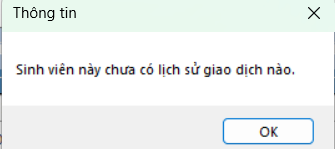 Thông tin
Sinh viên này chưa có lịch sử giao dịch nào.
OK